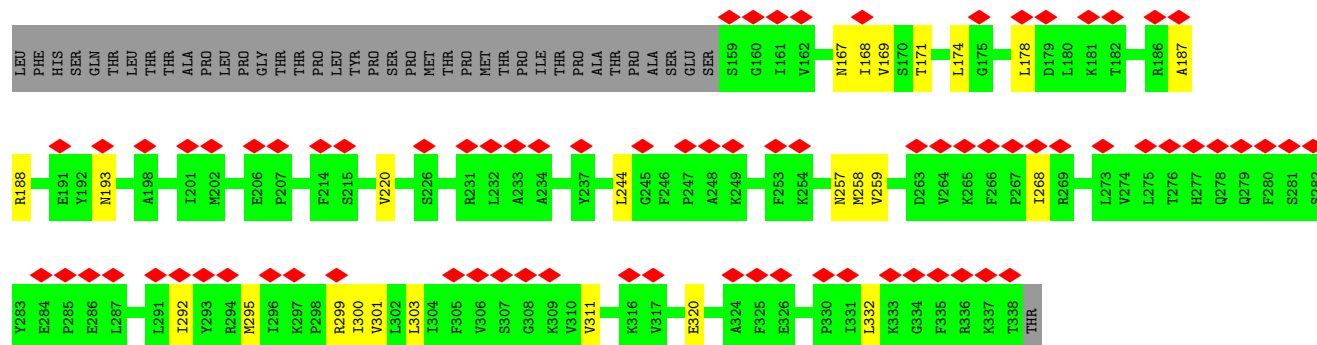 LEU PHE HIS SER GLN THR LEU THR THR ALA PRO LEU PRO GLY THR THR PRO LEU TYR PRO SER PRO MET THR PRO MET THR PRO ILE THR PRO ALA THR PRO ALA SER GLU SER S159 G160 I161 V162 N167 I168 V169 S170 T171 L174 G175 L178 D179 L180 K181 T182 R186 A187
R188 E191 Y192 N193 A198 I201 M202 E206 P207 F214 S215 V220 S226 R231 L232 A233 A234 Y237 L244 G245 F246 P247 A248 K249 F253 K254 N257 M258 V259 D263 V264 K265 F266 P267 I268 R269 L273 V274 L275 T276 H277 Q278 Q279 F280 S281 S282
Y283 E284 P285 E286 L287 L291 I292 Y293 R294 M295 I296 K297 P298 R299 I300 V301 L302 L303 I304 F305 V306 S307 G308 K309 V310 V311 K316 V317 E320 A324 F325 E326 P330 I331 L332 K333 G334 F335 R336 K337 T338 THR